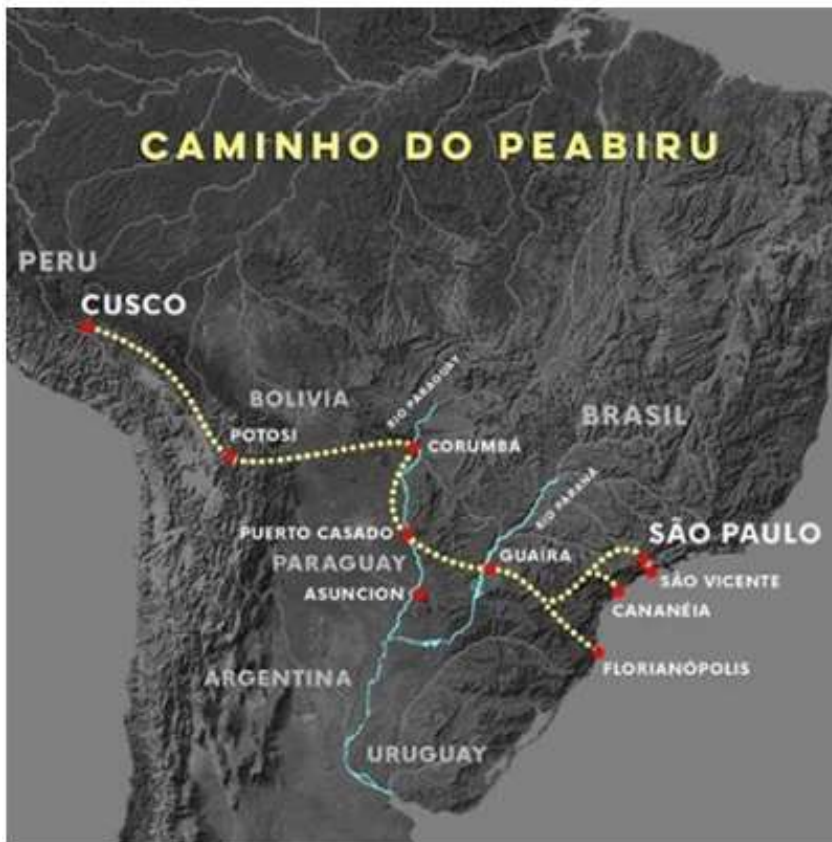 CAMINHO DO PEABIRU
PERU
CUSCO
BOLIVIA
RIO PARAGUAY
BRASIL
POTOSI
CORUMBÁ
RIO PARANÁ
PUERTO CASADO
SÃO PAULO
PARAGUAY
GUAÍRA
SÃO VICENTE
ASUNCION
CANANÉIA
FLORIANÓPOLIS
ARGENTINA
URUGUAY